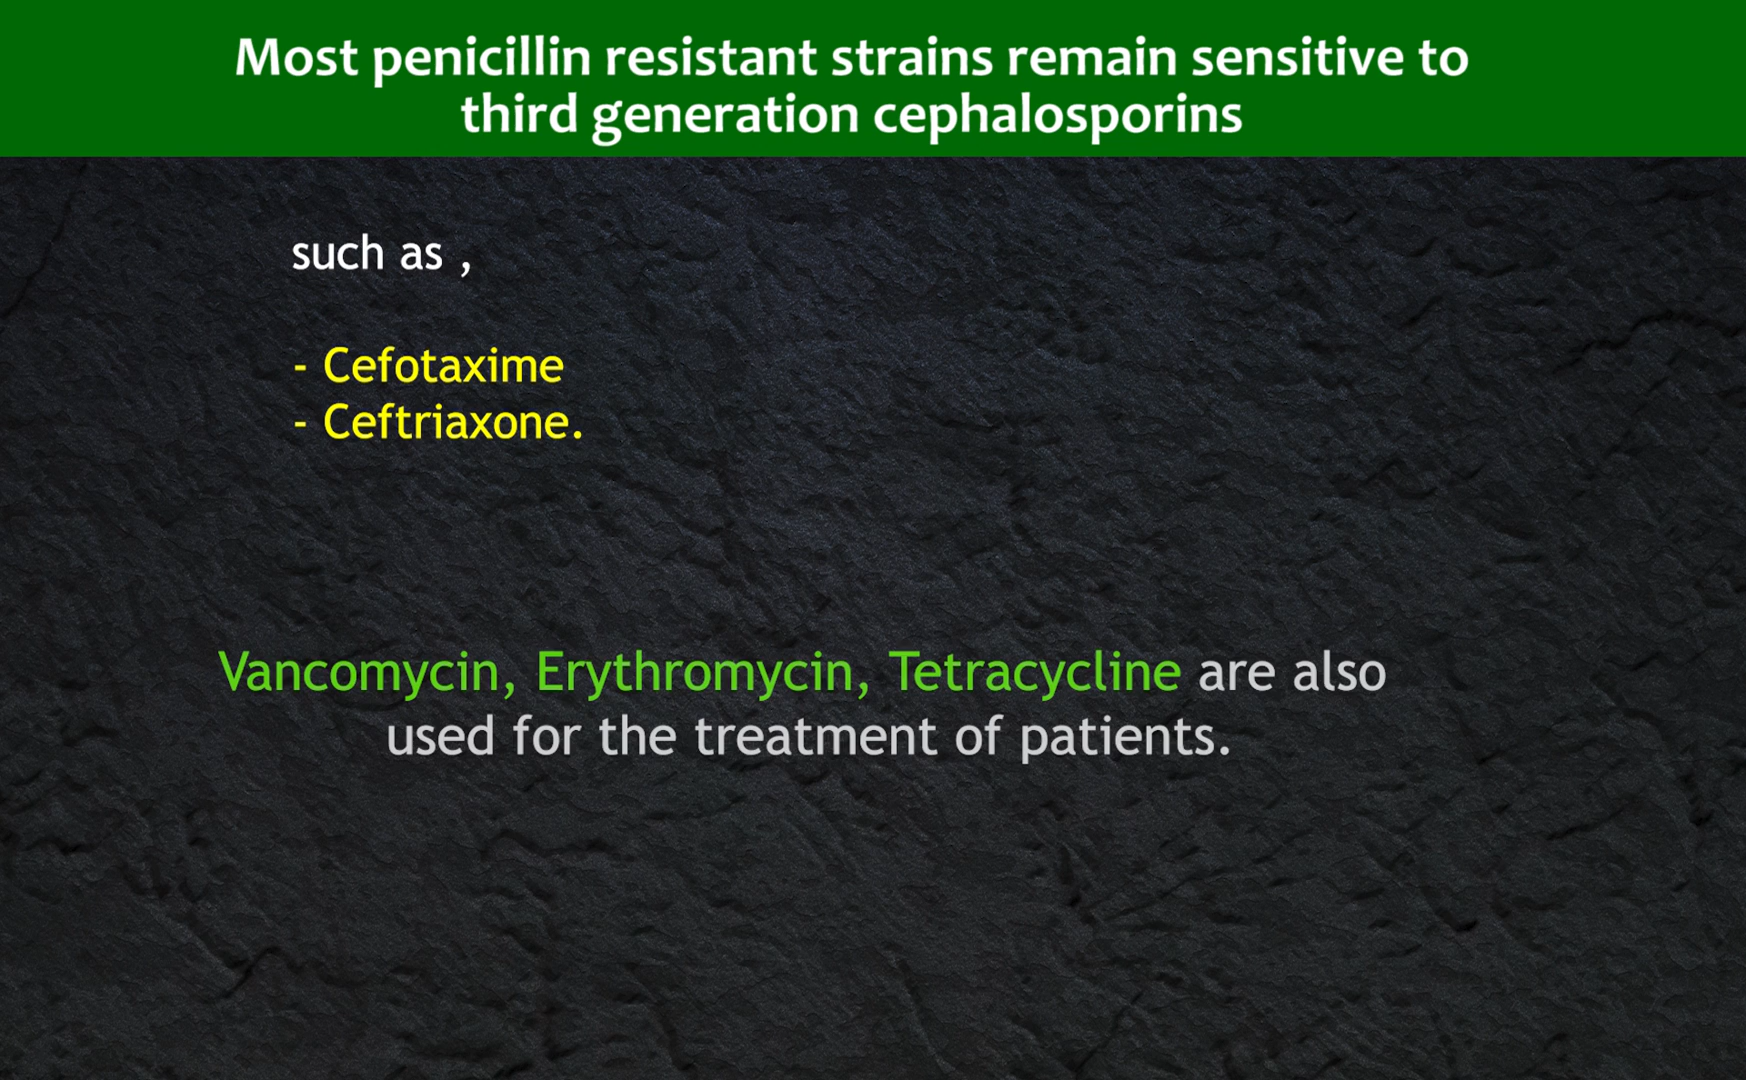 Most penicillin resistant strains remain sensitive to
third generation cephalosporins
such as ,
- Cefotaxime
- Ceftriaxone.
Vancomycin, Erythromycin, Tetracycline are also
used for the treatment of patients.